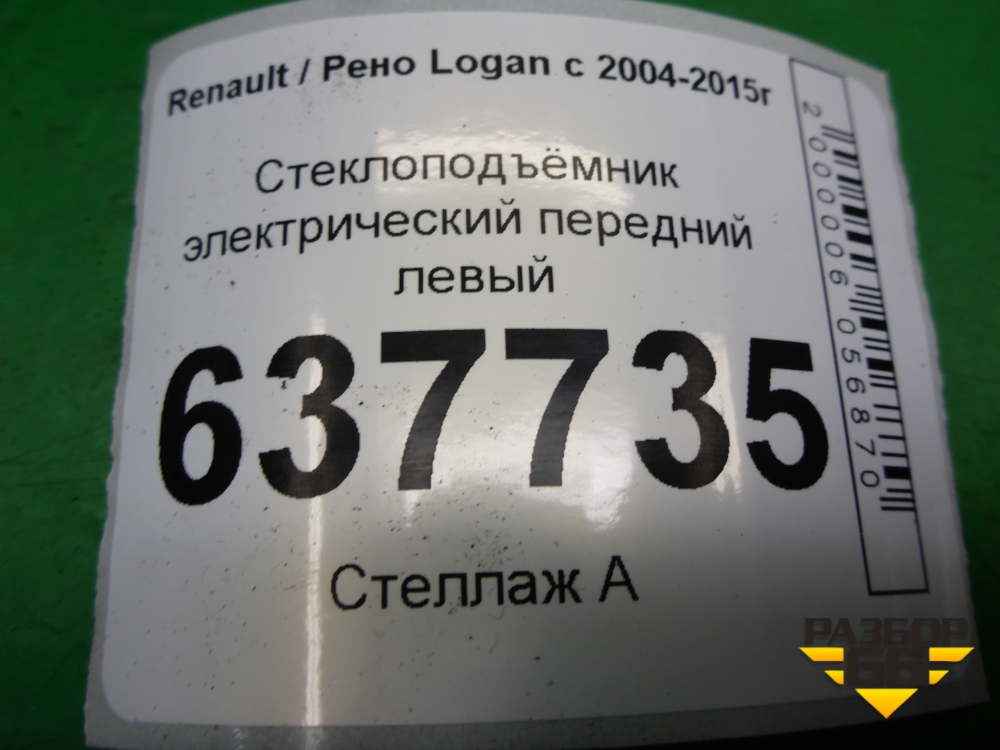 Renault / Рено Logan с 2004-2015г
Стеклоподъёмник
электрический передний
левый
637735
Стеллаж А
2000006056870
РАЗБОР
66